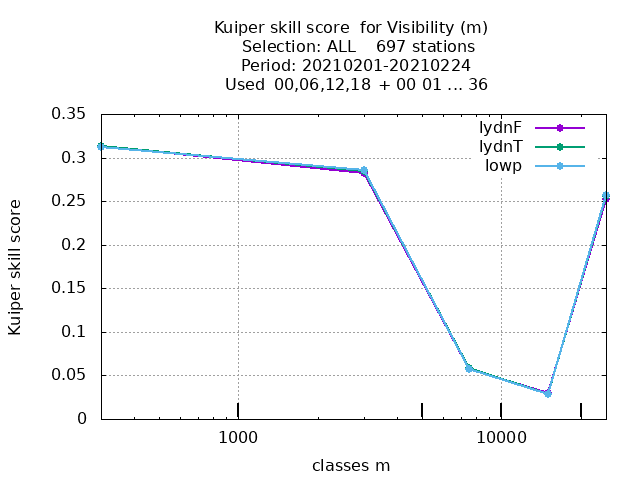 Kuiper skill score  for Visibility (m)
Selection: ALL    697 stations
Period: 20210201-20210224
Used  00,06,12,18  + 00 01 ... 36
0.35
0.3
0.25
0.2
0.15
0.1
0.05
0
lydnF
lydnT
lowp
Kuiper skill score
1000
10000
classes m